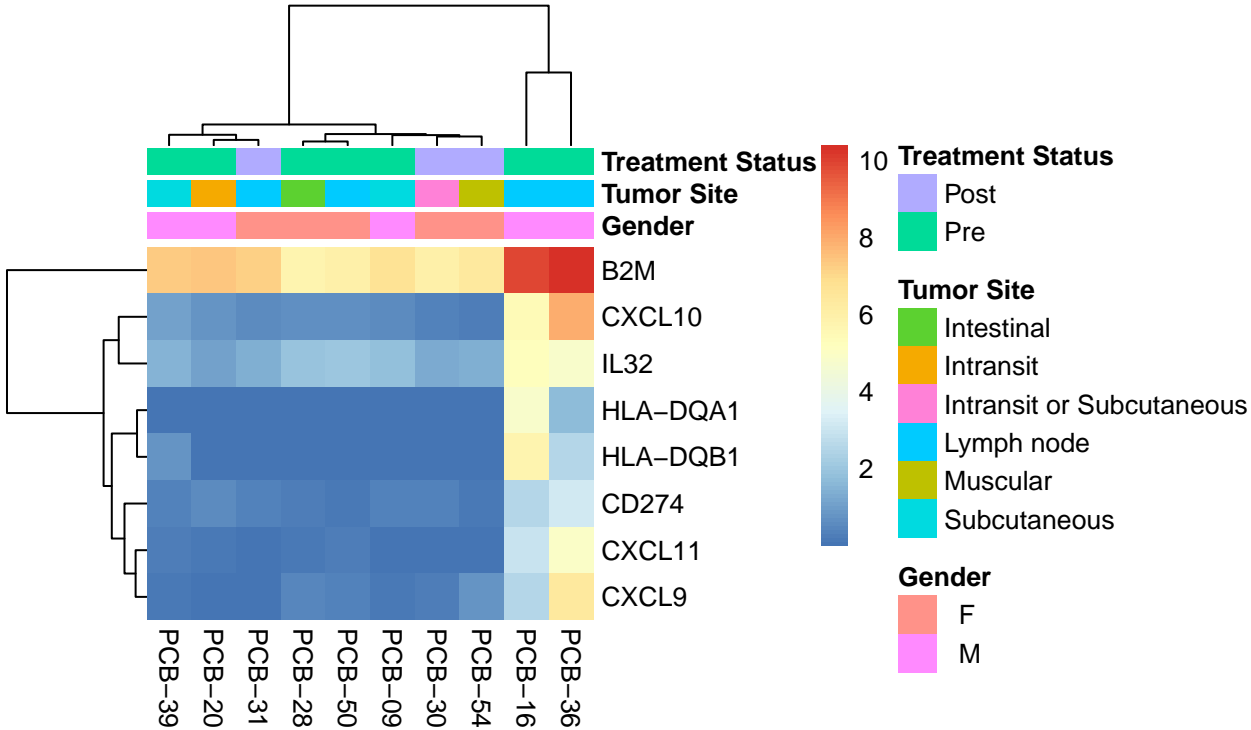 Treatment Status
Tumor Site
Gender
B2M
CXCL10
IL32
HLA−DQA1
HLA−DQB1
CD274
CXCL11
CXCL9
PCB−39
PCB−20
PCB−31
PCB−28
PCB−50
PCB−09
PCB−30
PCB−54
PCB−16
PCB−36
10
8
6
4
2
Treatment Status
Post
Pre
Tumor Site
Intestinal
Intransit
Intransit or Subcutaneous
Lymph node
Muscular
Subcutaneous
Gender
F
M